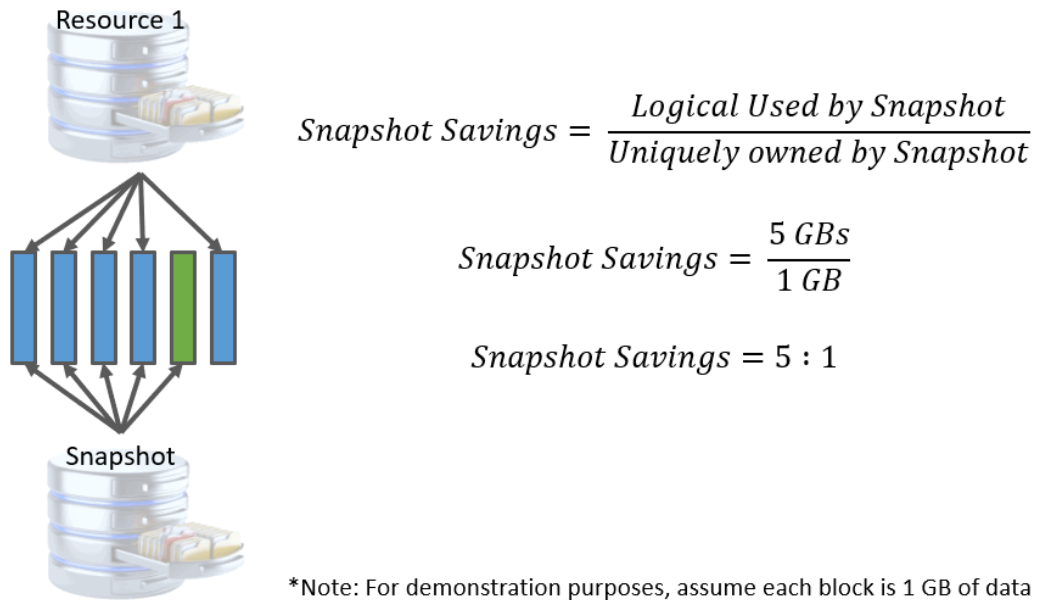 Resource 1
Snapshot Savings = Logical Used by Snapshot / Uniquely owned by Snapshot
Snapshot Savings = 5 GBs / 1 GB
Snapshot Savings = 5 : 1
Snapshot
*Note: For demonstration purposes, assume each block is 1 GB of data